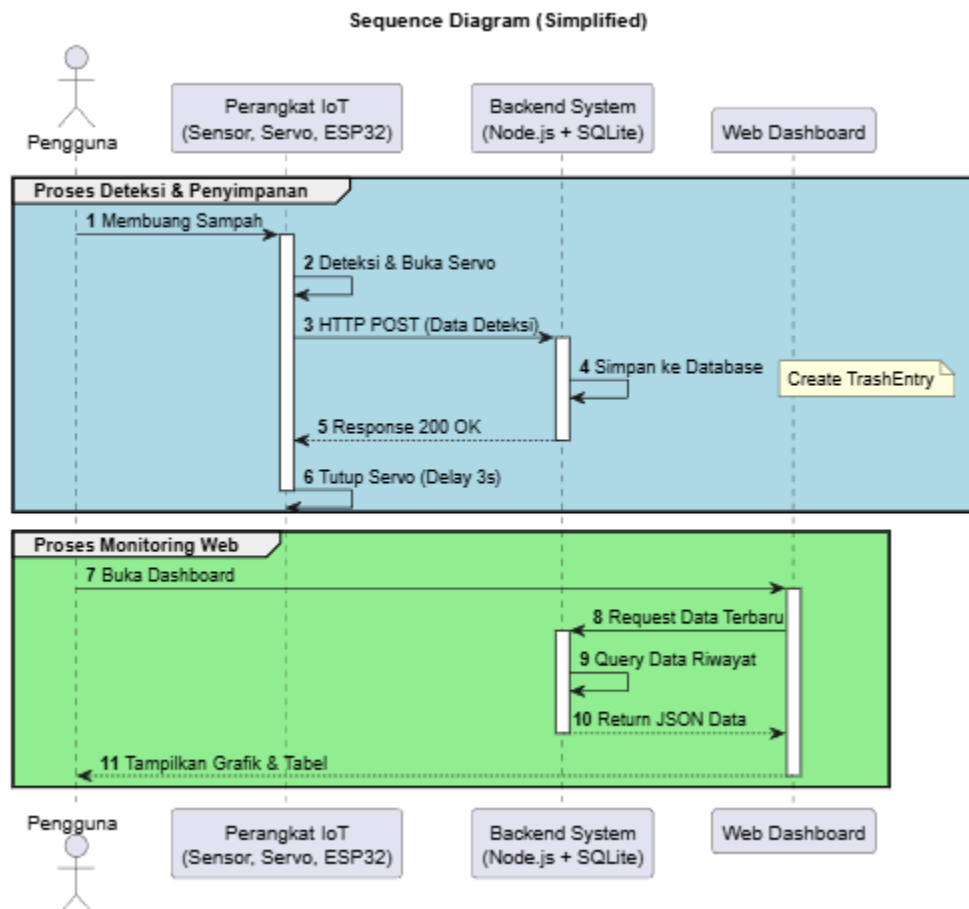 Sequence Diagram (Simplified)
Pengguna
Perangkat IoT
(Sensor, Servo, ESP32)
Backend System
(Node.js + SQLite)
Web Dashboard
Proses Deteksi & Penyimpanan
1 Membuang Sampah
2 Deteksi & Buka Servo
3 HTTP POST (Data Deteksi)
4 Simpan ke Database
Create TrashEntry
5 Response 200 OK
6 Tutup Servo (Delay 3s)
Proses Monitoring Web
7 Buka Dashboard
8 Request Data Terbaru
9 Query Data Riwayat
10 Return JSON Data
11 Tampilkan Grafik & Tabel
Pengguna
Perangkat IoT
(Sensor, Servo, ESP32)
Backend System
(Node.js + SQLite)
Web Dashboard